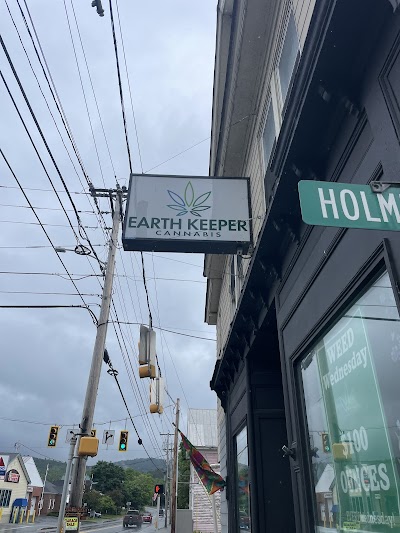 EARTH KEEPER
CANNABIS
HOLM
WEED
Wednesday!
OUNCES